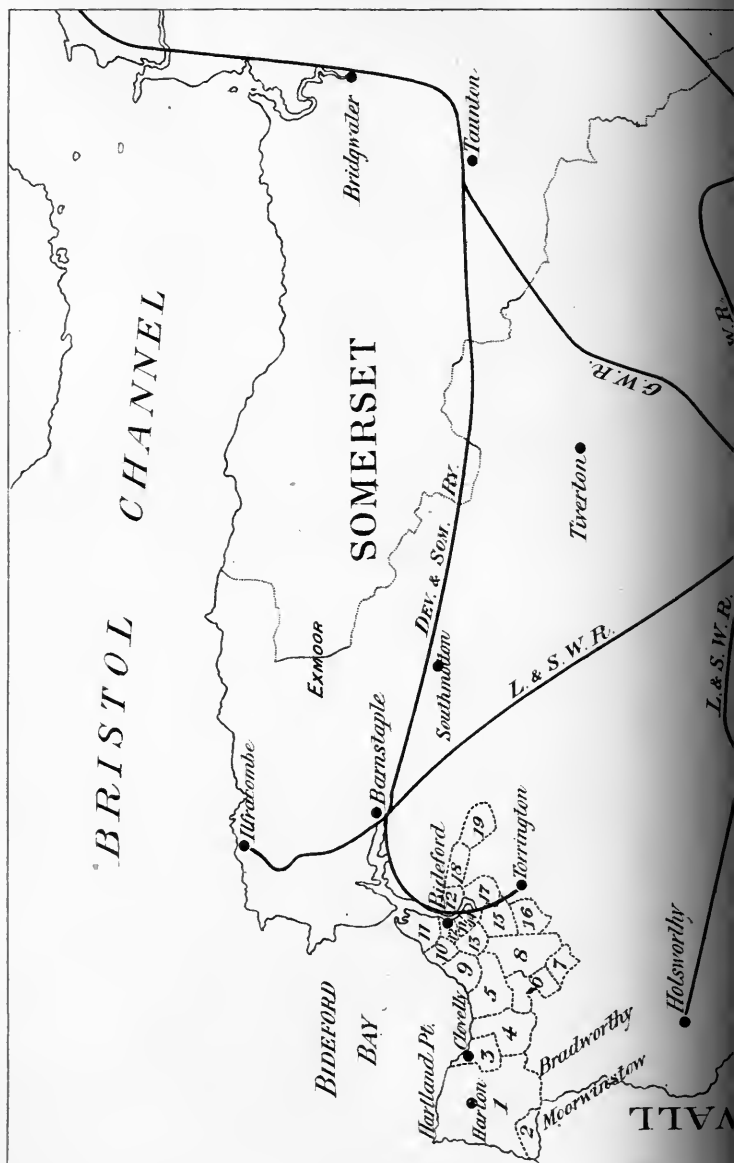 BRISTOL CHANNEL
Bridgwater
Taunton
SOMERSET
G.W.R.
W.R.
Tiverton
DEV. & SOM. RY.
EXMOOR
Southmolton
L. & S.W.R.
L. & S.W.R.
Ilfracombe
Barnstaple
BIDEFORD
BAY
Bideford
Torrington
19
18
12
17
11
10
13
15
16
9
8
5
6
7
Clovelly
4
3
Hartland Pt.
Harton
1
2
Bradworthy
Moorwinstow
Holsworthy
WALL